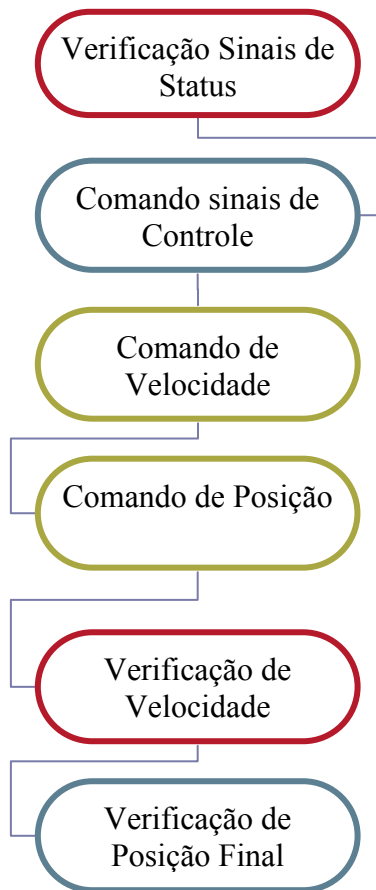 Verificação Sinais de
Status
Comando sinais de
Controle
Comando de
Velocidade
Comando de Posição
Verificação de
Velocidade
Verificação de
Posição Final